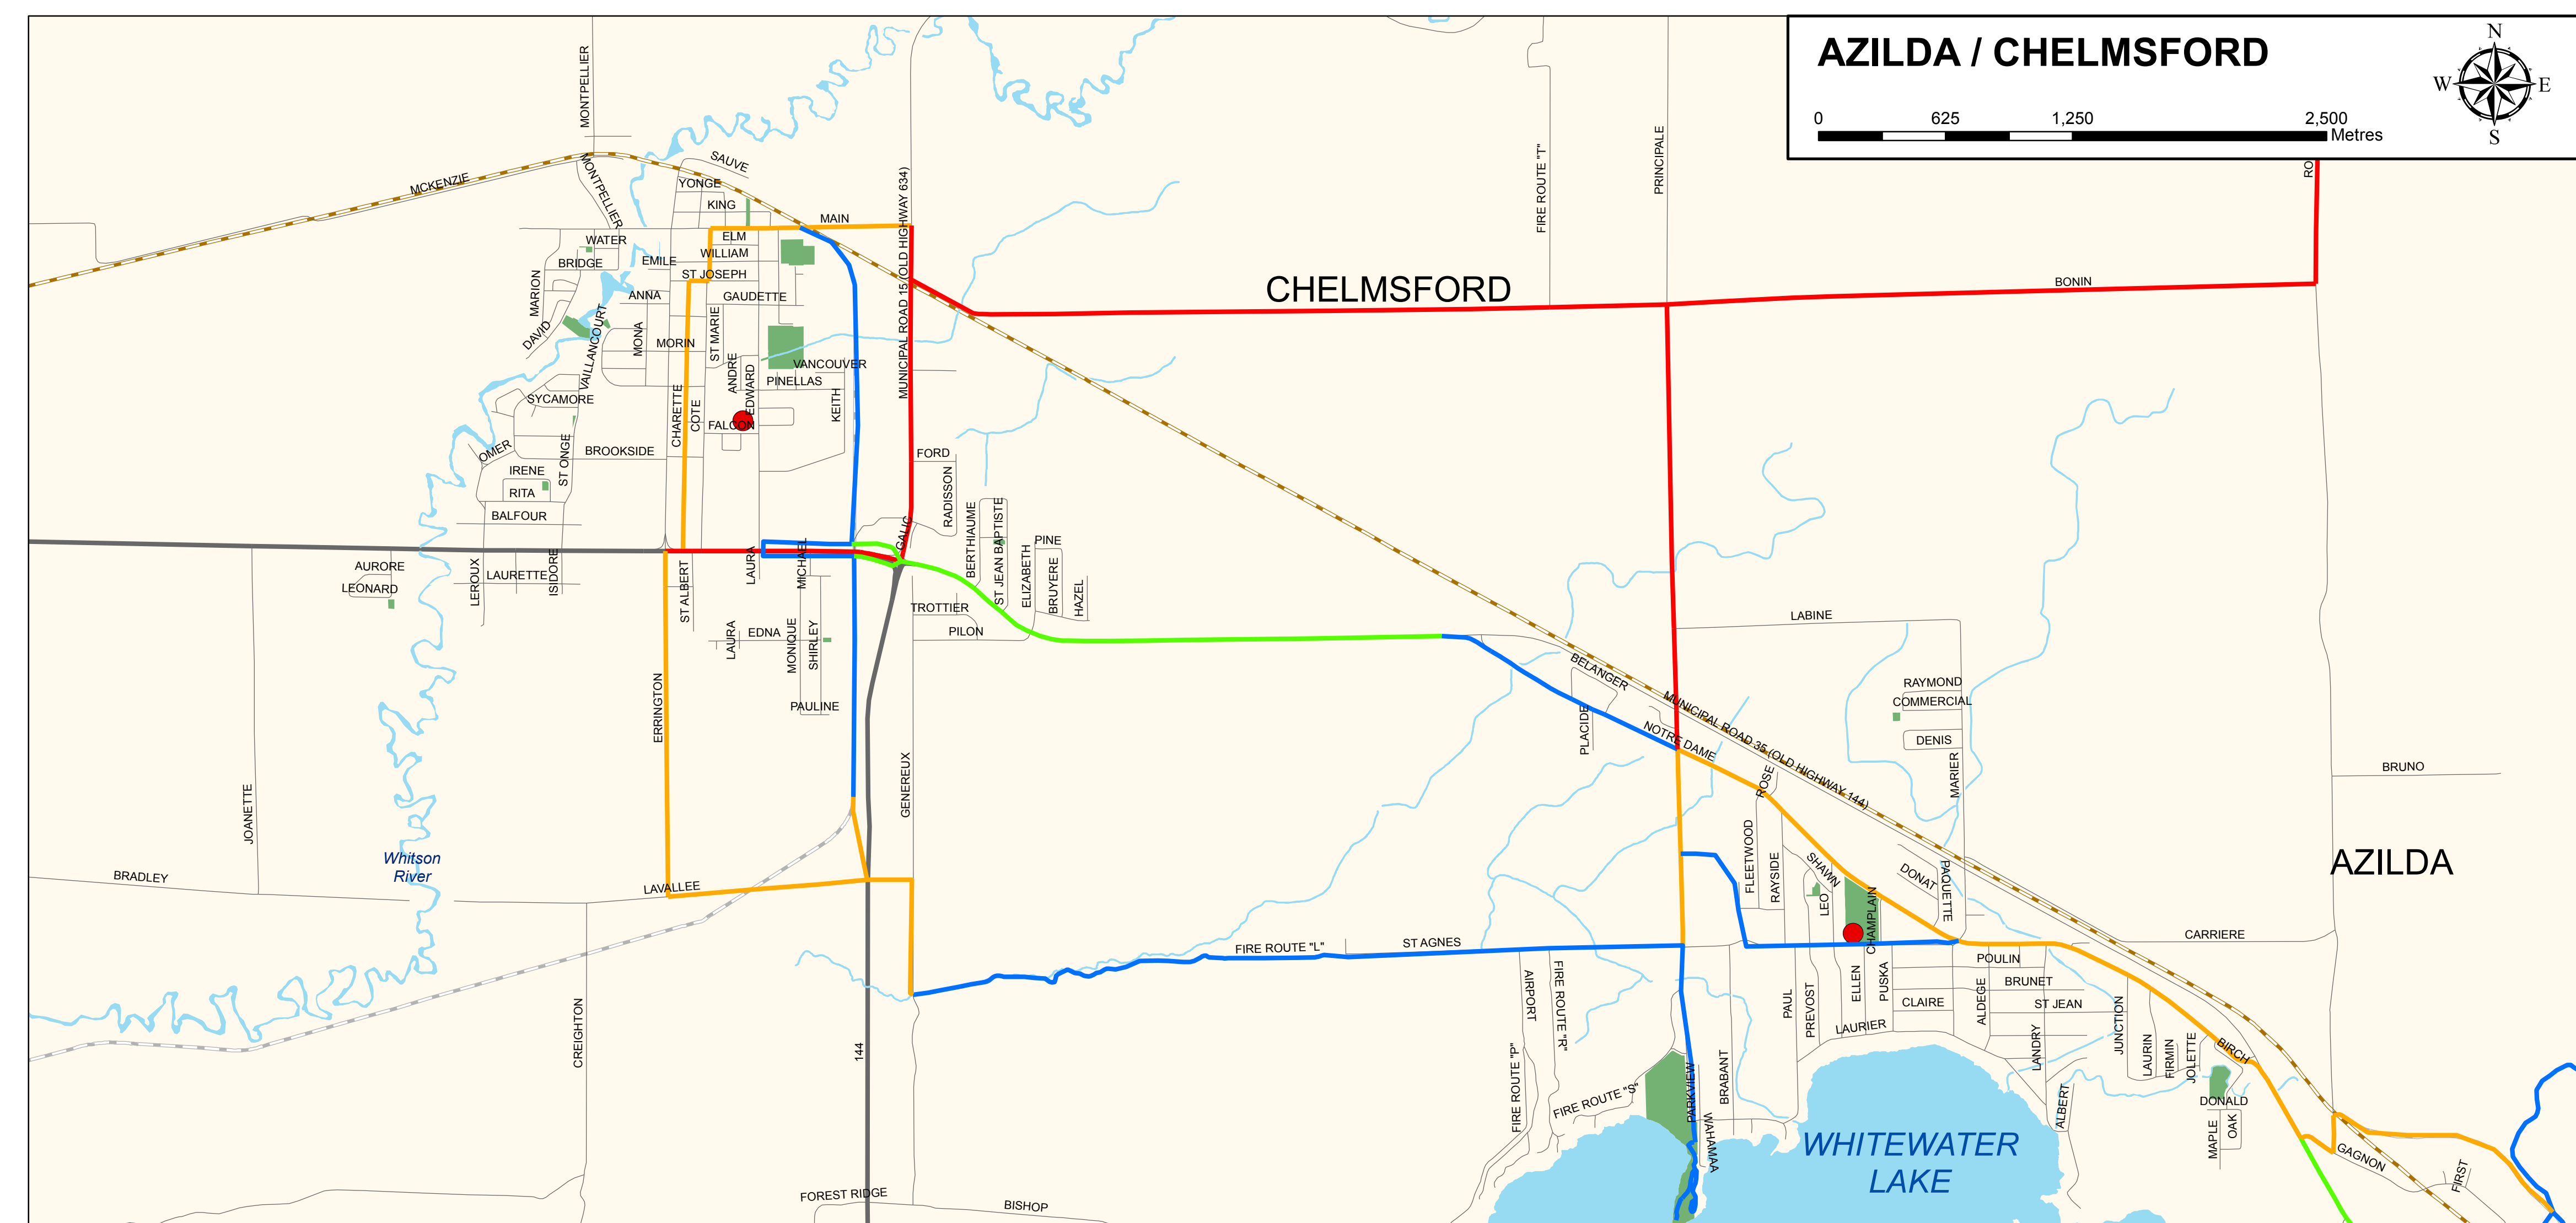 AZILDA / CHELMSFORD
N
W
E
S
0 625 1,250 2,500
Metres
RO
MONTPELLIER
MCKENZIE
MONTPELLIER
SAUVE
YONGE
KING
MAIN
WATER
ELM
WILLIAM
BRIDGE
EMILE
ST JOSEPH
MARION
ANNA
GAUDETTE
DAVID
VAILLANCOURT
MONA
MORIN
ST MARIE
ANDRE
EDWARD
VANCOUVER
PINELLAS
KEITH
SYCAMORE
CHARETTE
COTE
FALCON
OMER
ST ONGE
BROOKSIDE
IRENE
RITA
BALFOUR
MUNICIPAL ROAD 15 (OLD HIGHWAY 634)
FIRE ROUTE "T"
PRINCIPALE
CHELMSFORD
BONIN
FORD
RADISSON
GALIC
BERTHIAUME
ST JEAN BAPTISTE
ELIZABETH
PINE
BRUYERE
HAZEL
AURORE
LEONARD
LEROUX
LAURETTE
ISIDORE
ST ALBERT
LAURA
MICHAEL
LAURA
EDNA
MONIQUE
SHIRLEY
PAULINE
TROTTIER
PILON
ERRINGTON
GENEREUX
JOANETTE
Whitson
River
BRADLEY
LAVALLEE
CREIGHTON
144
FOREST RIDGE
BISHOP
LABINE
BELANGER
PLACIDE
NOTRE DAME
MUNICIPAL ROAD 35 (OLD HIGHWAY 144)
RAYMOND
COMMERCIAL
DENIS
MARIER
BRUNO
AZILDA
ROSE
FLEETWOOD
RAYSIDE
SHAWN
LEO
CHAMPLAIN
DONAT
PAQUETTE
CARRIERE
FIRE ROUTE "L"
ST AGNES
POULIN
BRUNET
ST JEAN
CLAIRE
AIRPORT
FIRE ROUTE "R"
FIRE ROUTE "P"
FIRE ROUTE "S"
PARKVIEW
WAHAMAA
BRABANT
PAUL
PREVOST
ELLEN
PUSKA
LAURIER
ALDEGE
LANDRY
ALBERT
JUNCTION
LAURIN
FIRMIN
JOLETTE
BIRCH
DONALD
MAPLE
OAK
GAGNON
FIRST
WHITEWATER
LAKE